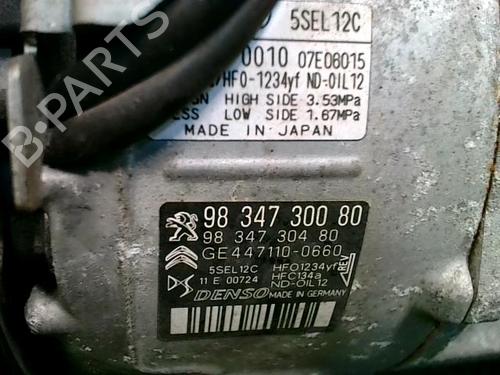 5SEL12C
0010 07E08015
/HFO-1234yf ND-OIL12
GN HIGH SIDE 3.53MPa
ESS LOW SIDE 1.67MPa
MADE IN JAPAN
98 347 300 80
98 347 304 80
GE447110-0660
5SEL12C HFO1234yf
11 E 00724 HFC134a
ND-OIL12
REV
DENSO MADE IN GERMANY